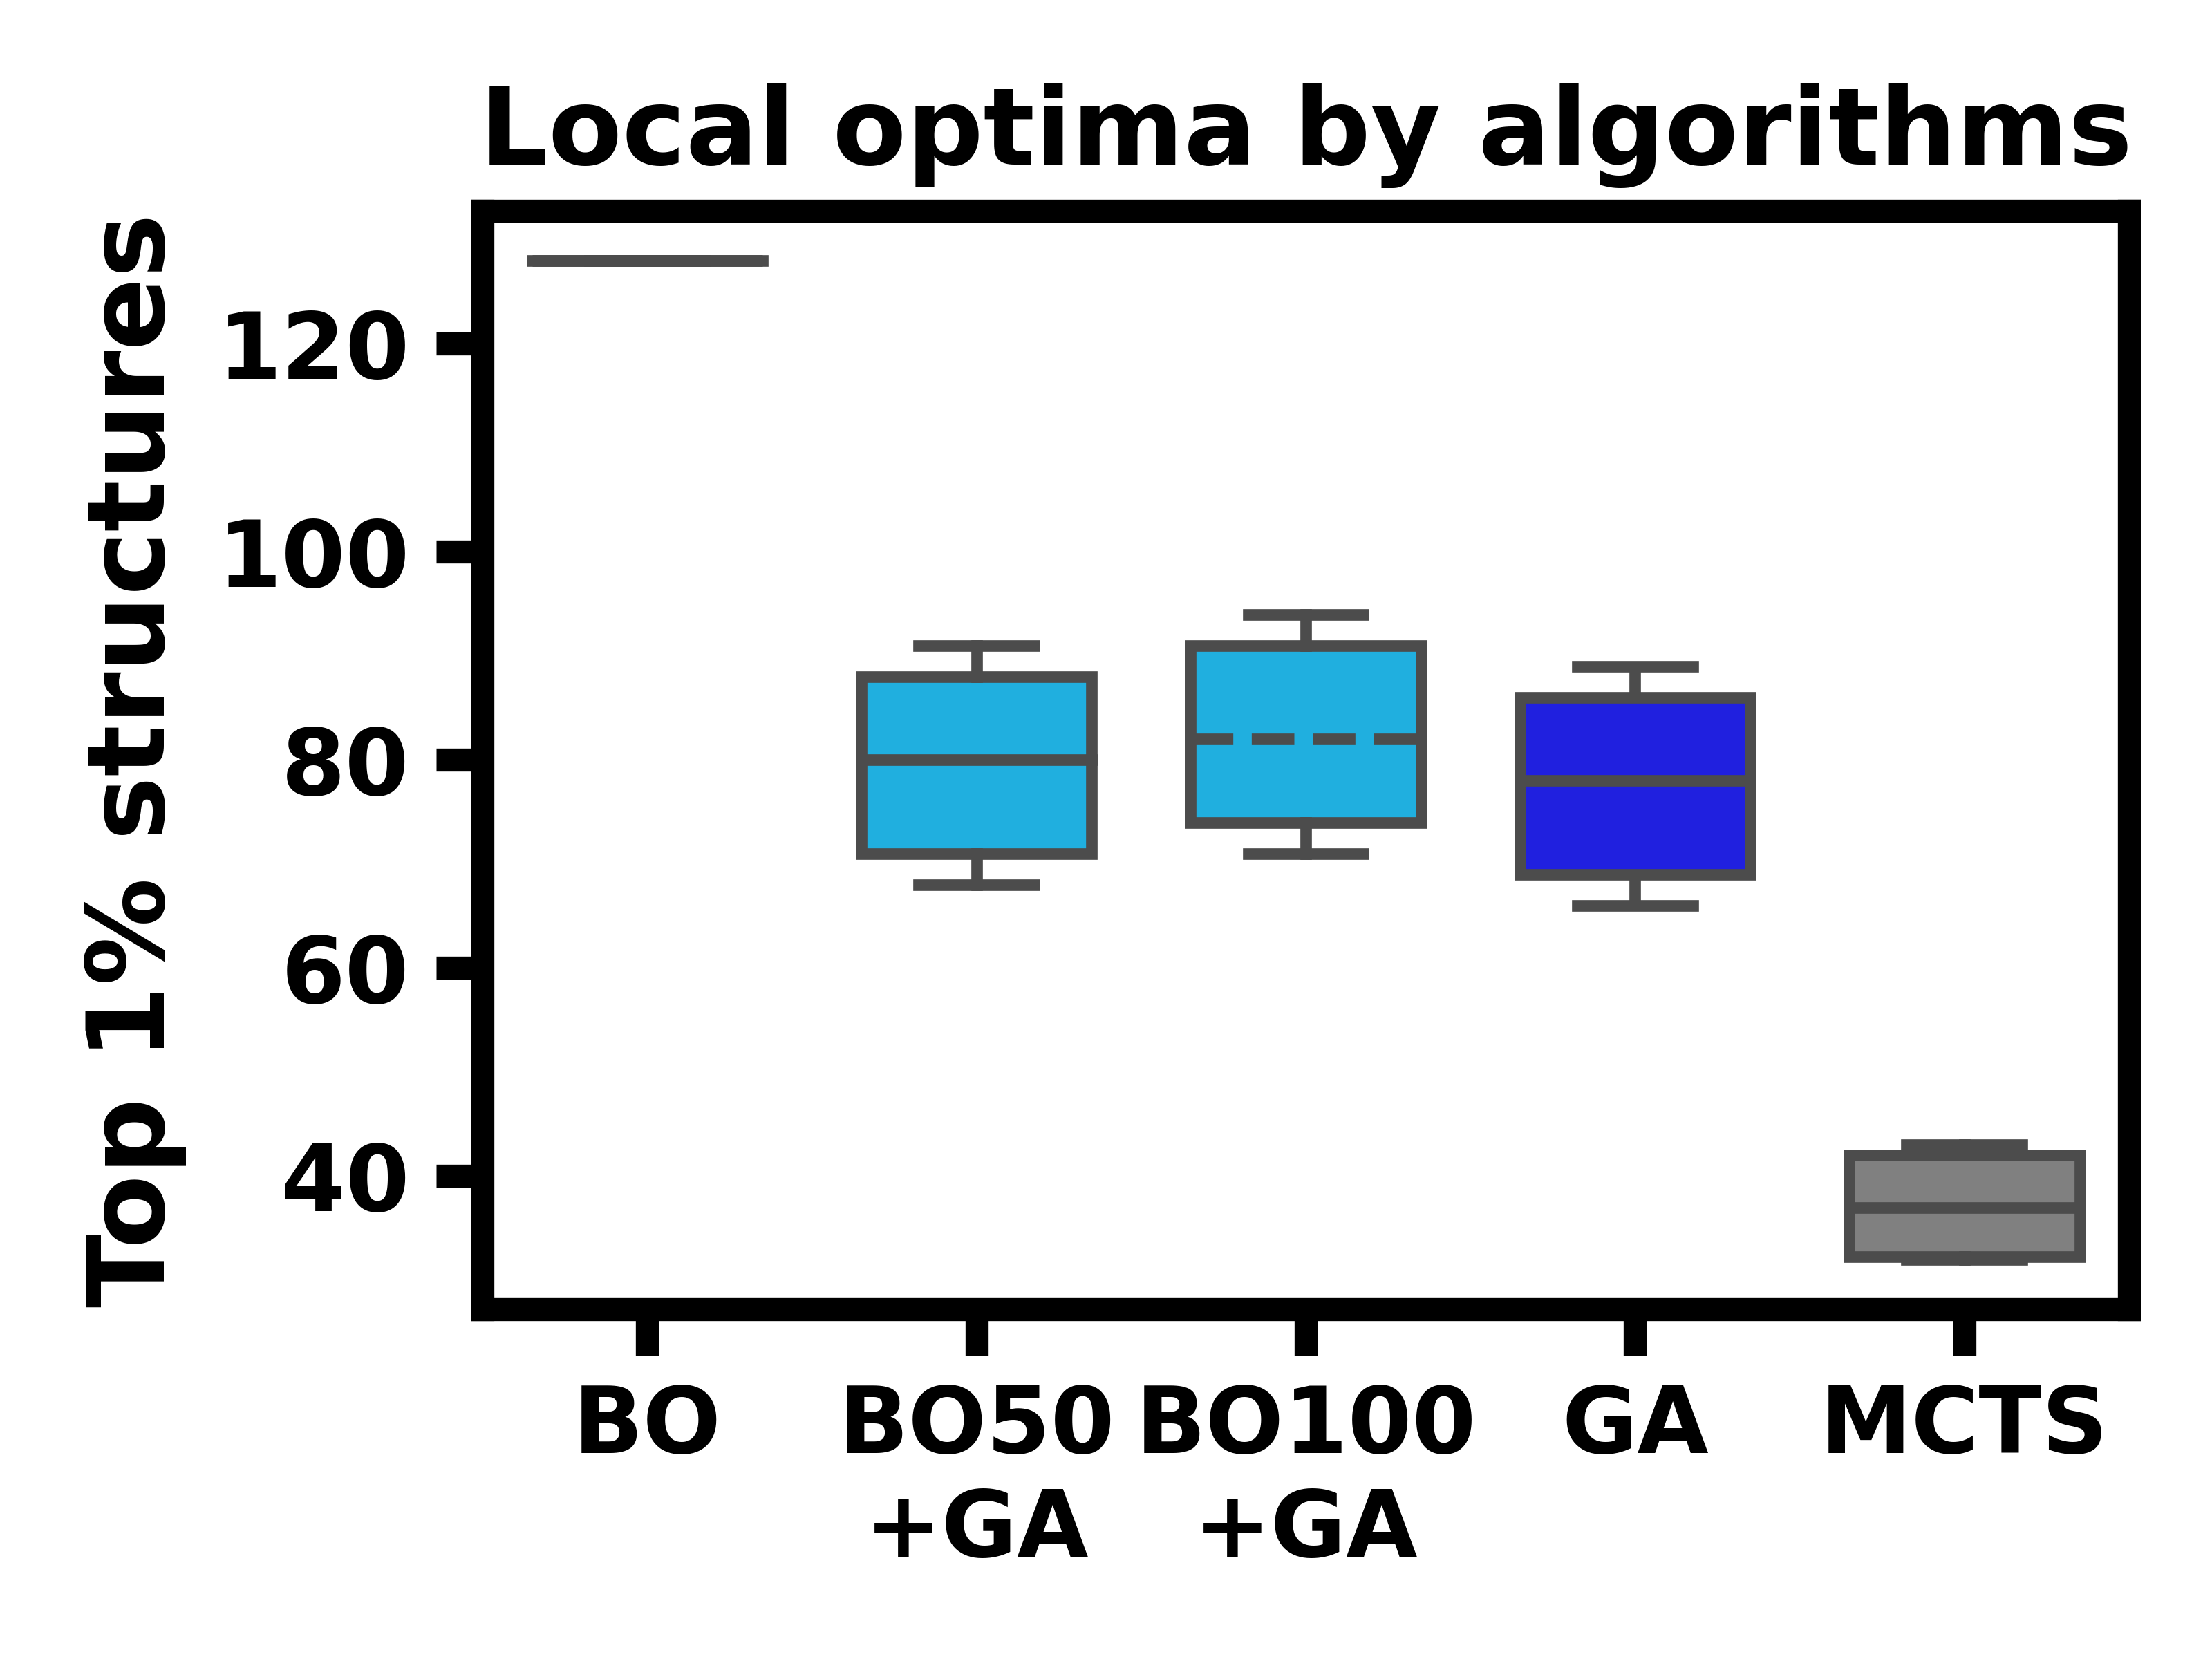 Local optima by algorithms
Top 1% structures
120
100
80
60
40
BO
BO50
+GA
BO100
+GA
GA
MCTS